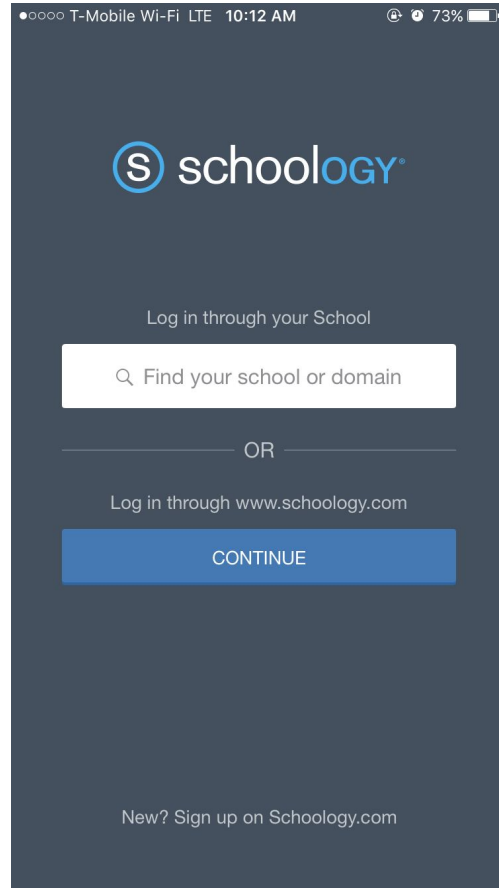 T-Mobile Wi-Fi LTE 10:12 AM 73%
S schoology®
Log in through your School
Find your school or domain
OR
Log in through www.schoology.com
CONTINUE
New? Sign up on Schoology.com